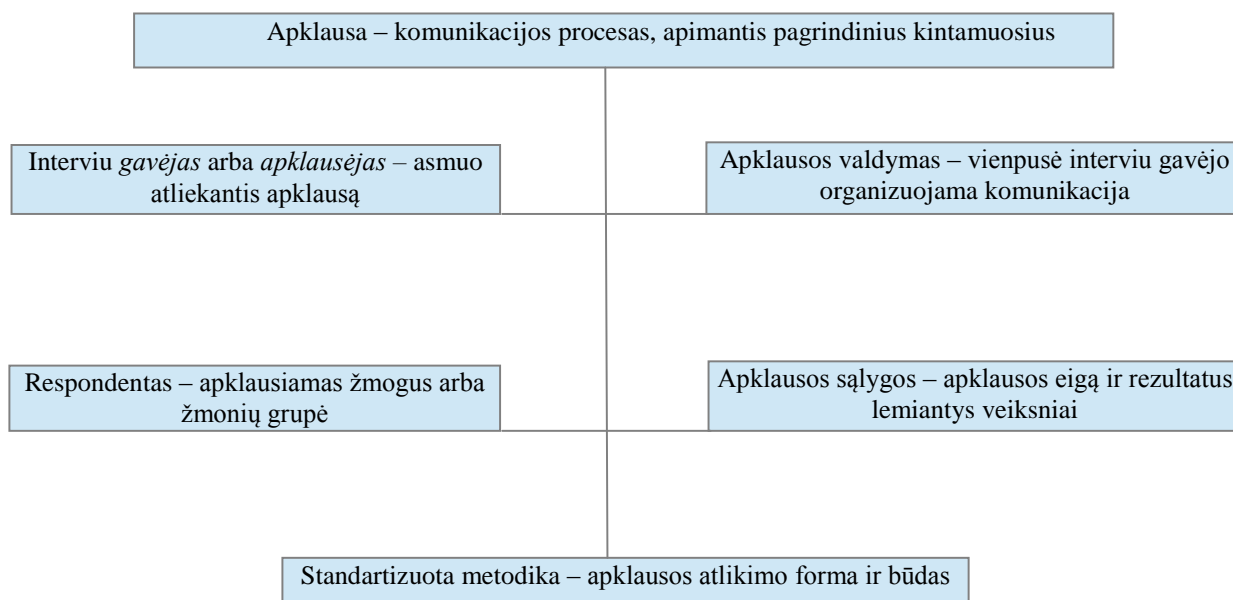 Apklausa – komunikacijos procesas, apimantis pagrindinius kintamuosius
Interviu gavėjas arba apklausėjas – asmuo
atliekantis apklausą
Apklausos valdymas – vienpusė interviu gavėjo
organizuojama komunikacija
Respondentas – apklausiamas žmogus arba
žmonių grupė
Apklausos sąlygos – apklausos eigą ir rezultatus
lemiantys veiksniai
Standartizuota metodika – apklausos atlikimo forma ir būdas